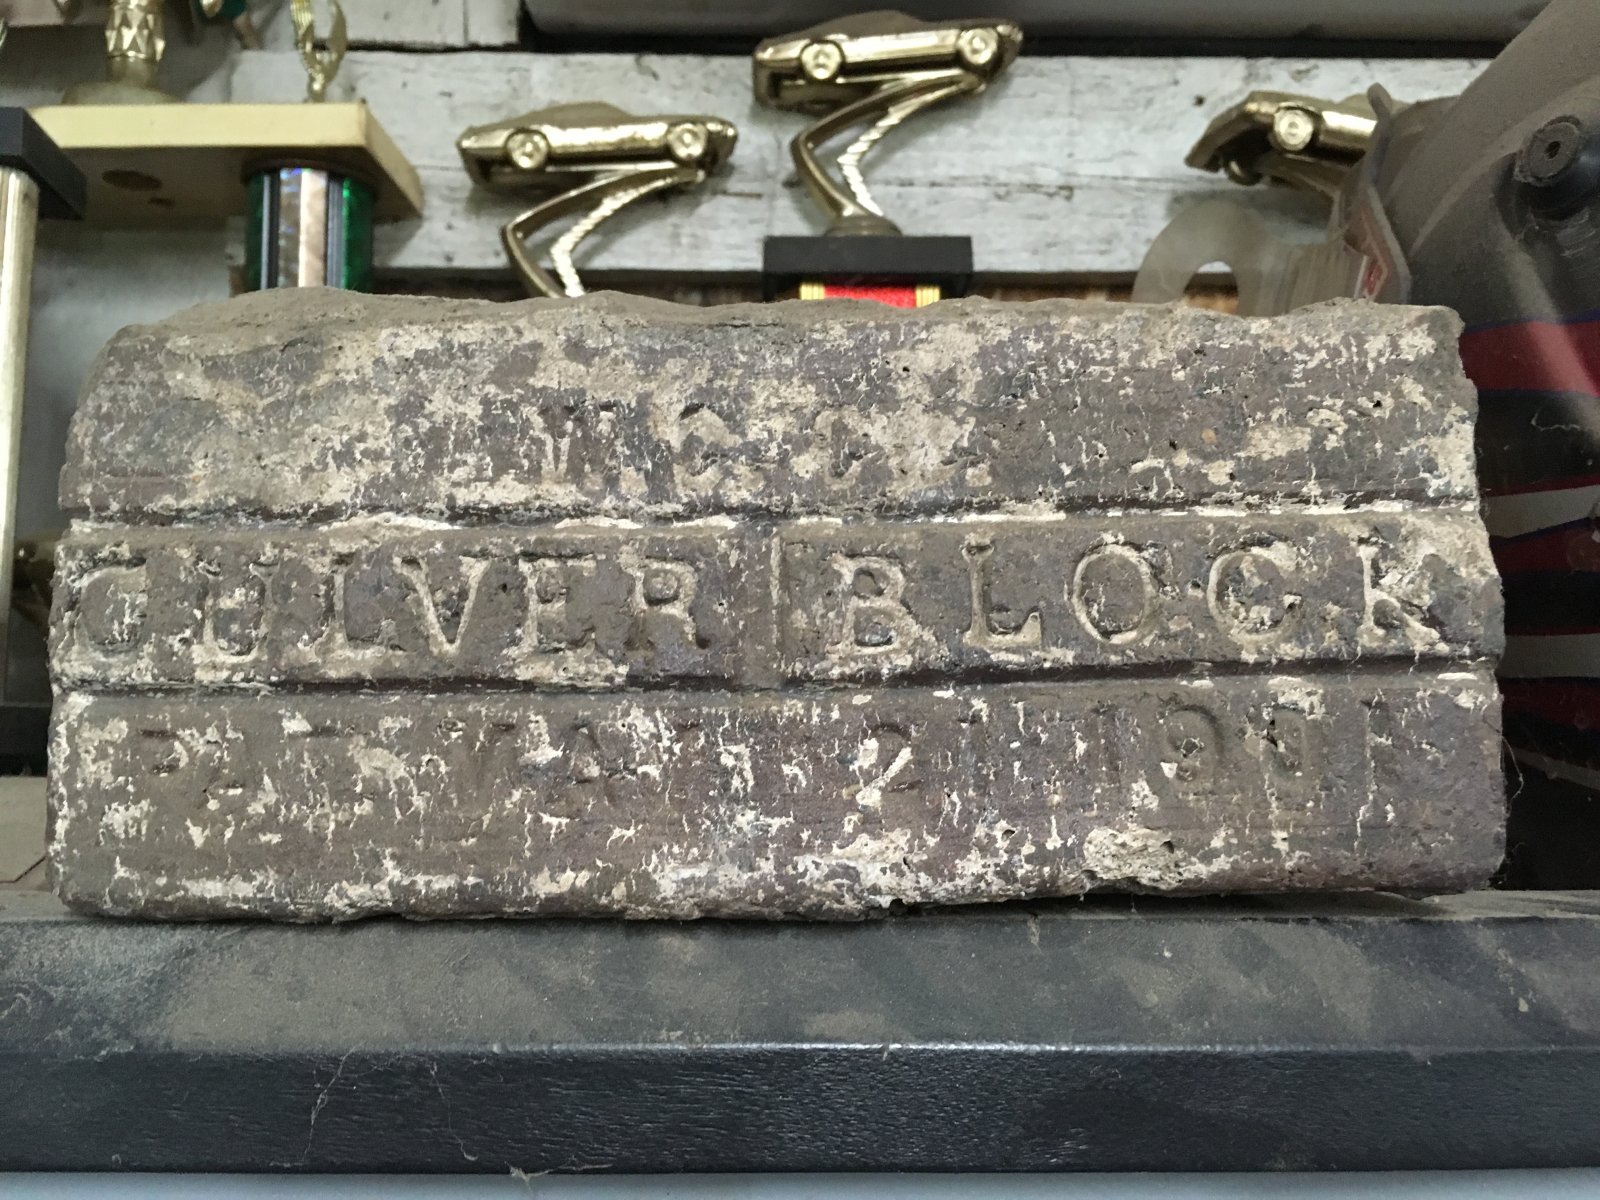 CULVER BLOCK
PAT. MAY 21, 1901